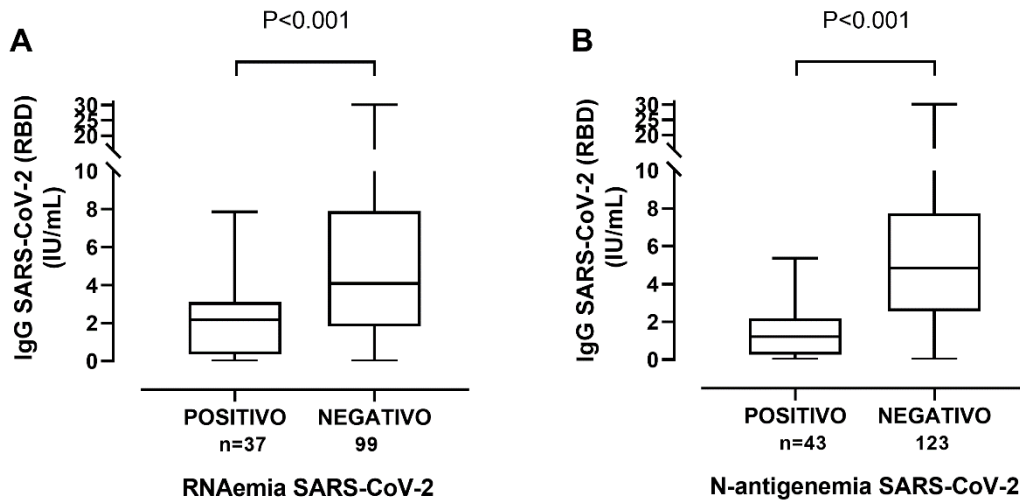 A
P<0.001
IgG SARS-CoV-2 (RBD)
(IU/mL)
30
25
20
10
8
6
4
2
0
POSITIVO NEGATIVO
n=37 99
RNAemia SARS-CoV-2
B
P<0.001
IgG SARS-CoV-2 (RBD)
(IU/mL)
30
25
20
10
8
6
4
2
0
POSITIVO NEGATIVO
n=43 123
N-antigenemia SARS-CoV-2